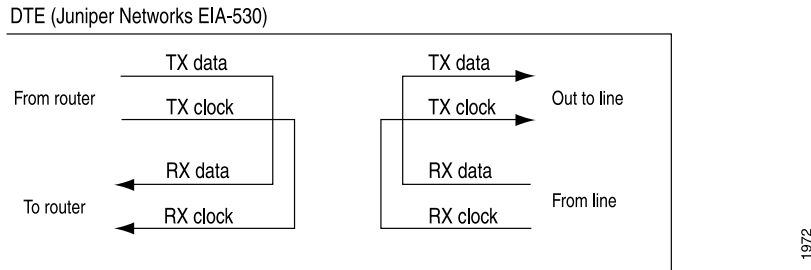 DTE (Juniper Networks EIA-530)
TX data
From router
TX clock
RX data
To router
RX clock
TX data
TX clock
Out to line
RX data
RX clock
From line
1972